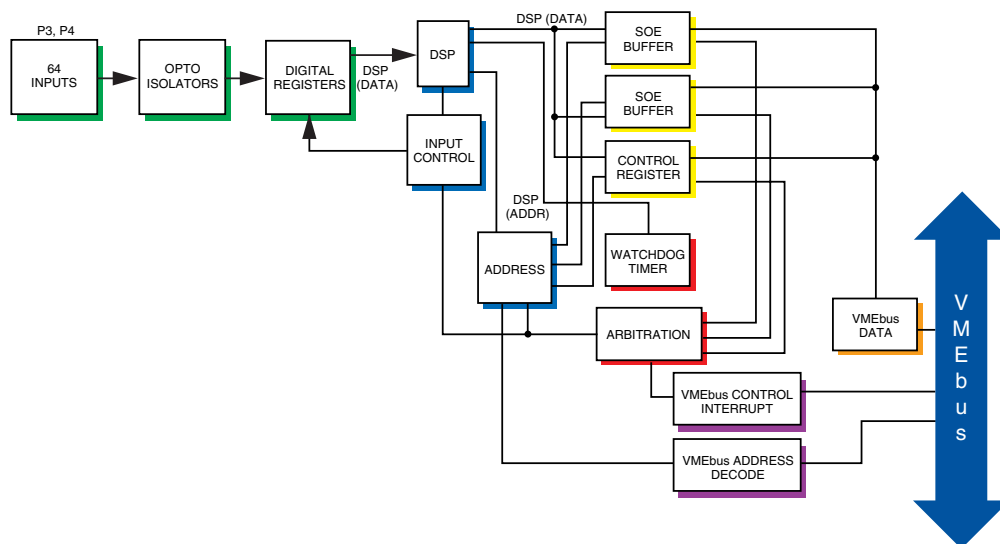 P3, P4
64
INPUTS
OPTO
ISOLATORS
DIGITAL
REGISTERS
DSP
(DATA)
DSP
DSP (DATA)
SOE
BUFFER
SOE
BUFFER
INPUT
CONTROL
CONTROL
REGISTER
DSP
(ADDR)
ADDRESS
WATCHDOG
TIMER
ARBITRATION
VMEbus
DATA
VMEbus CONTROL
INTERRUPT
VMEbus ADDRESS
DECODE
VMEbus